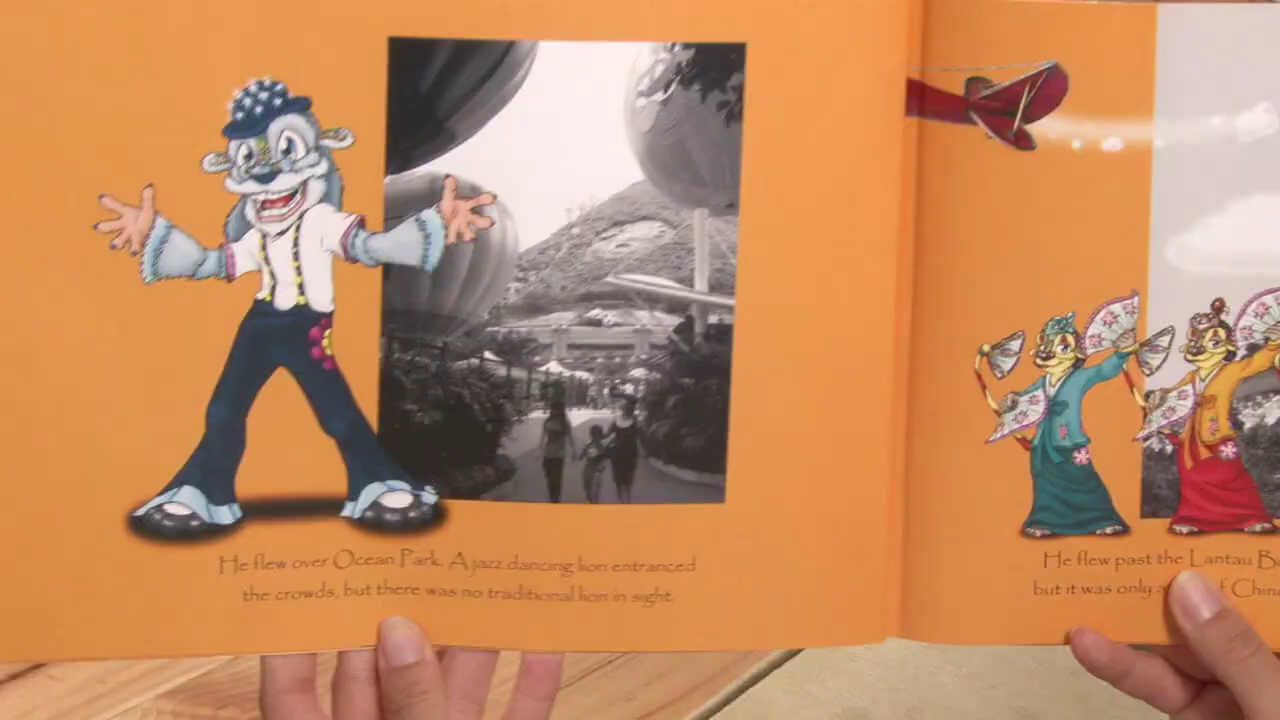 He flew over Ocean Park. A jazz dancing lion entranced
the crowds, but there was no traditional lion in sight.
He flew past the Lantau
but it was only